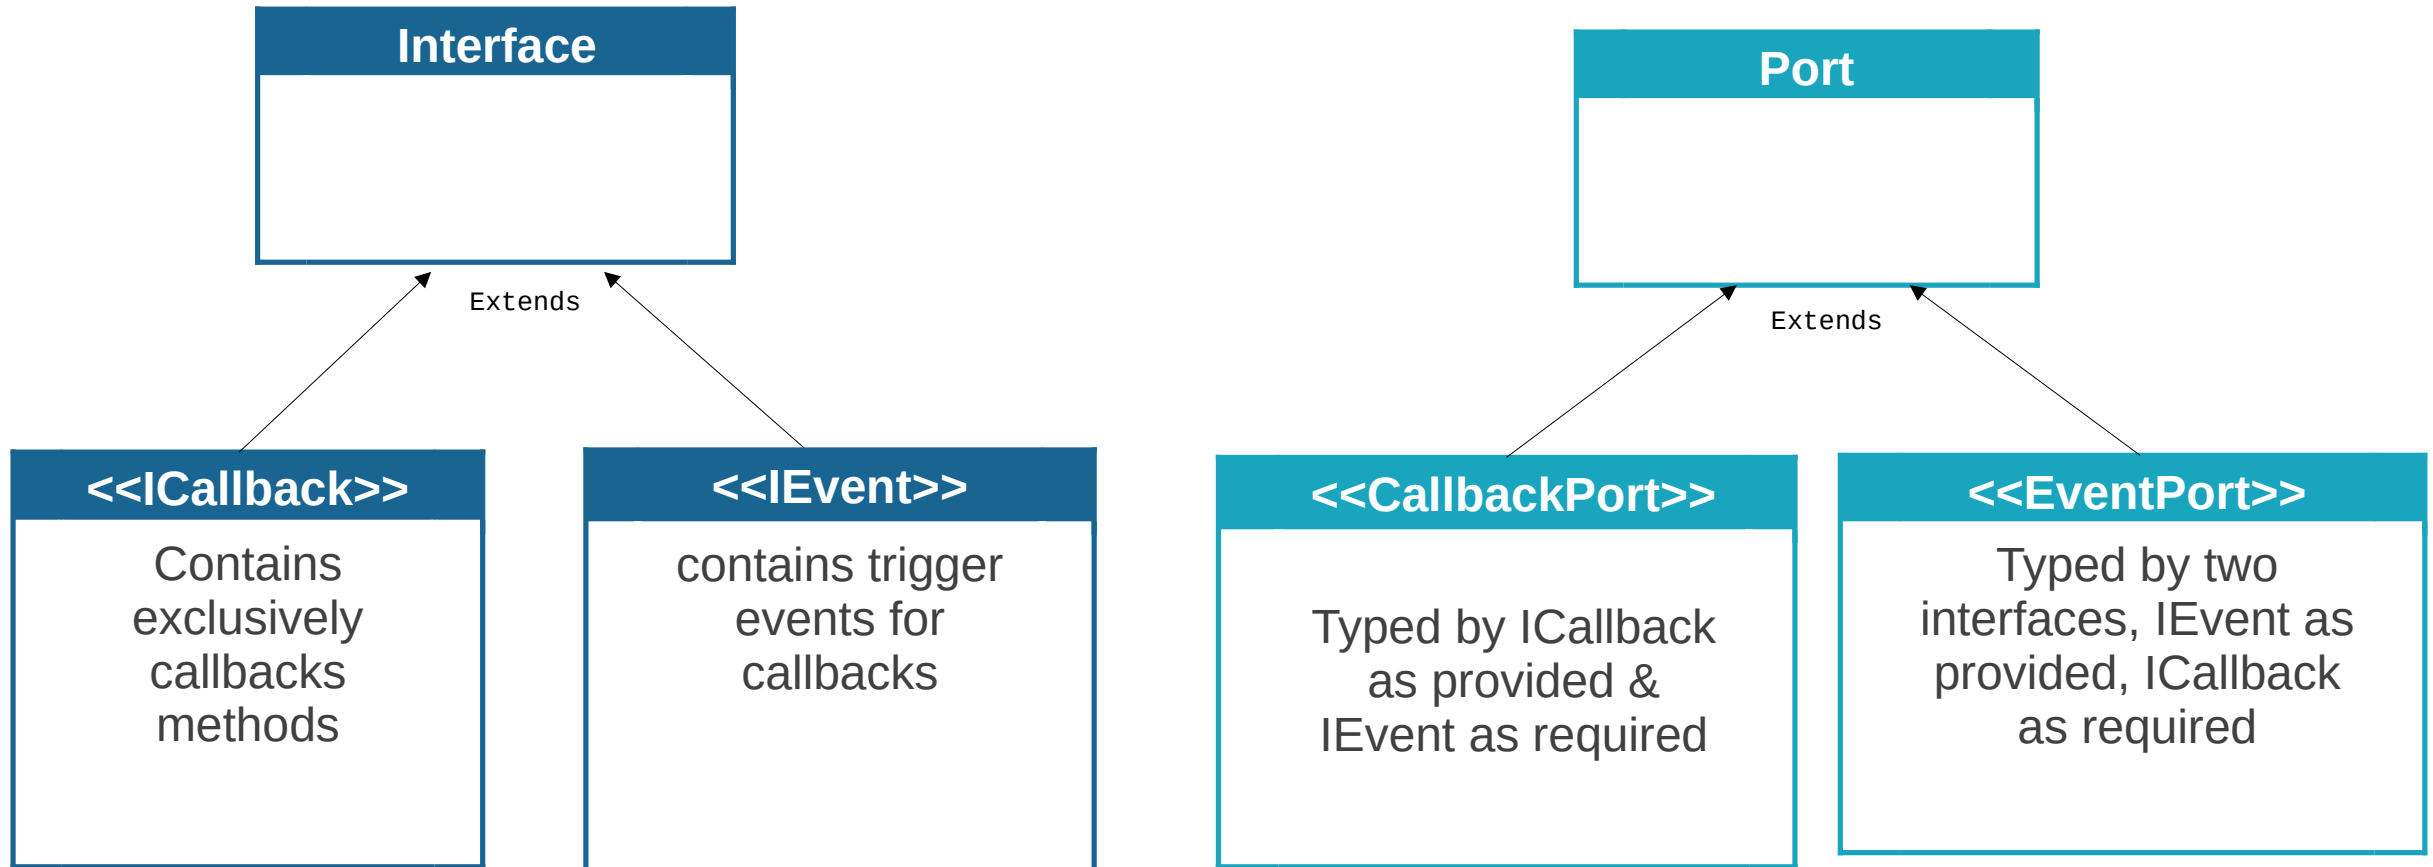 Interface
Port
Extends
Extends
<<ICallback>>
Contains
exclusively
callbacks
methods
<<IEvent>>
contains trigger
events for
callbacks
<<CallbackPort>>
Typed by ICallback
as provided &
IEvent as required
<<EventPort>>
Typed by two
interfaces, IEvent as
provided, ICallback
as required